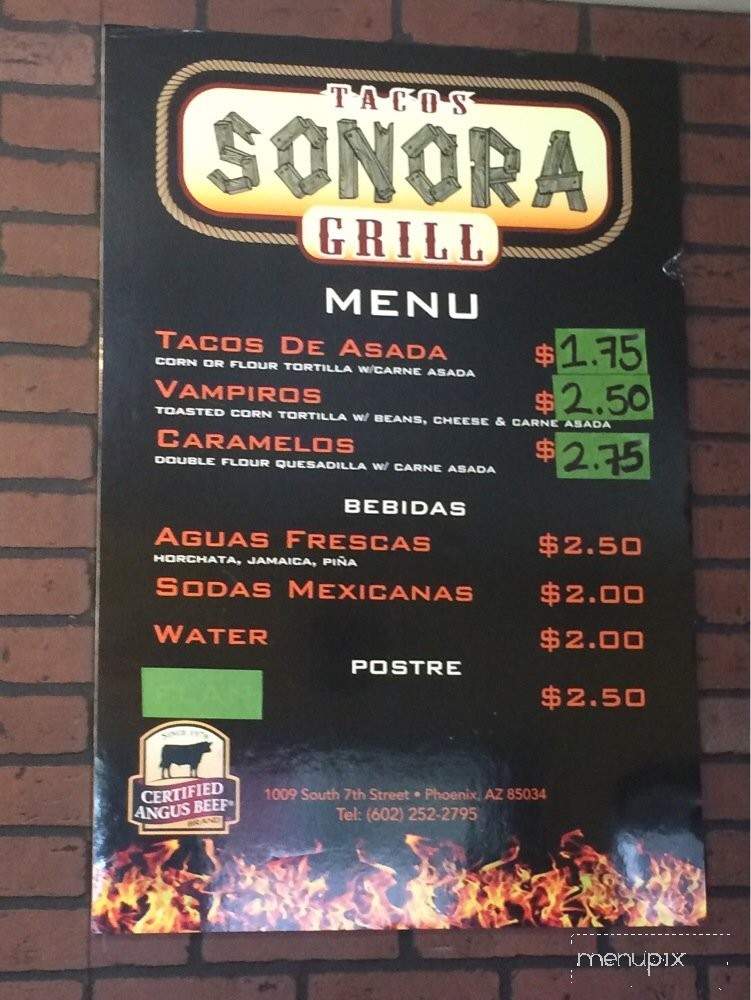 TACOS
SONORA
GRILL
MENU
TACOS DE ASADA $1.75
CORN OR FLOUR TORTILLA W/CARNE ASADA
VAMPIROS $2.50
TOASTED CORN TORTILLA W/ BEANS, CHEESE & CARNE ASADA
CARAMELOS $2.75
DOUBLE FLOUR QUESADILLA W/ CARNE ASADA
BEBIDAS
AGUAS FRESCAS $2.50
HORCHATA, JAMAICA, PIÑA
SODAS MEXICANAS $2.00
WATER $2.00
POSTRE
FLAN $2.50
SINCE 1978
CERTIFIED
ANGUS BEEF®
BRAND
1009 South 7th Street • Phoenix, AZ 85034
Tel: (602) 252-2795
menupix